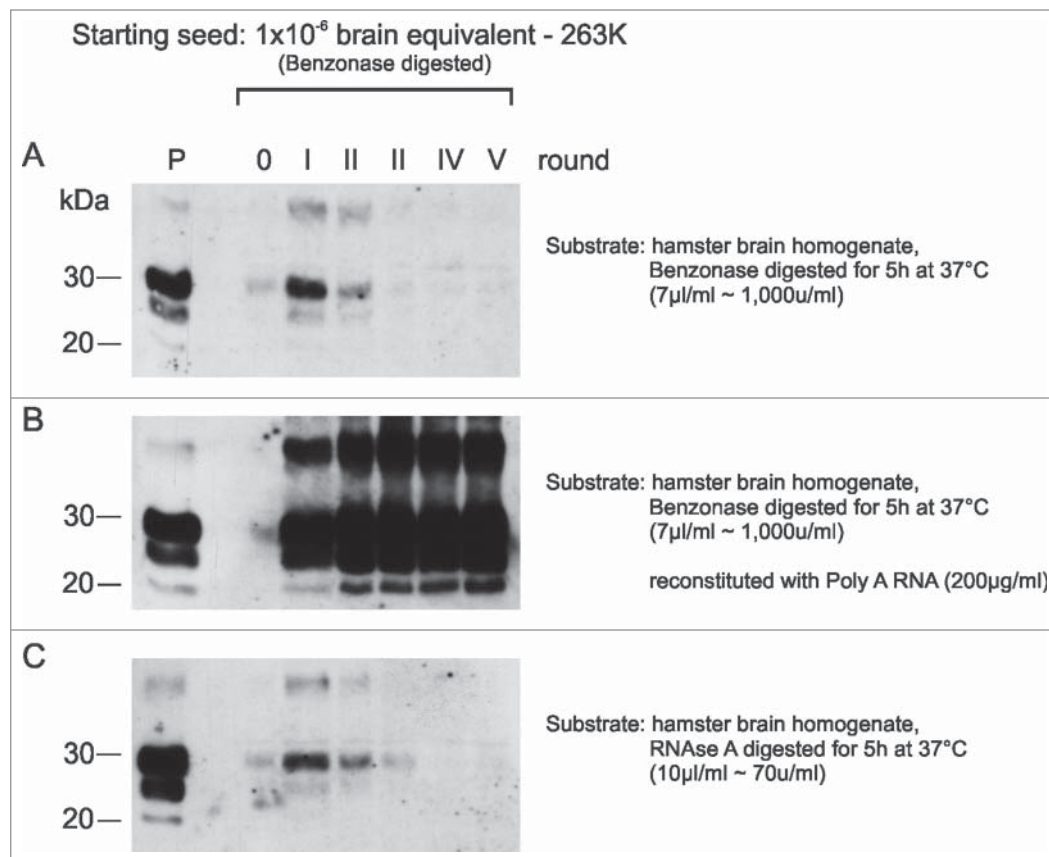 Starting seed: 1x10⁻⁶ brain equivalent - 263K
(Benzonase digested)
A
P 0 I II II IV V round
kDa
30
20
Substrate: hamster brain homogenate,
Benzonase digested for 5h at 37°C
(7µl/ml ~ 1,000u/ml)
B
30
20
Substrate: hamster brain homogenate,
Benzonase digested for 5h at 37°C
(7µl/ml ~ 1,000u/ml)
reconstituted with Poly A RNA (200µg/ml)
C
30
20
Substrate: hamster brain homogenate,
RNAse A digested for 5h at 37°C
(10µl/ml ~ 70u/ml)